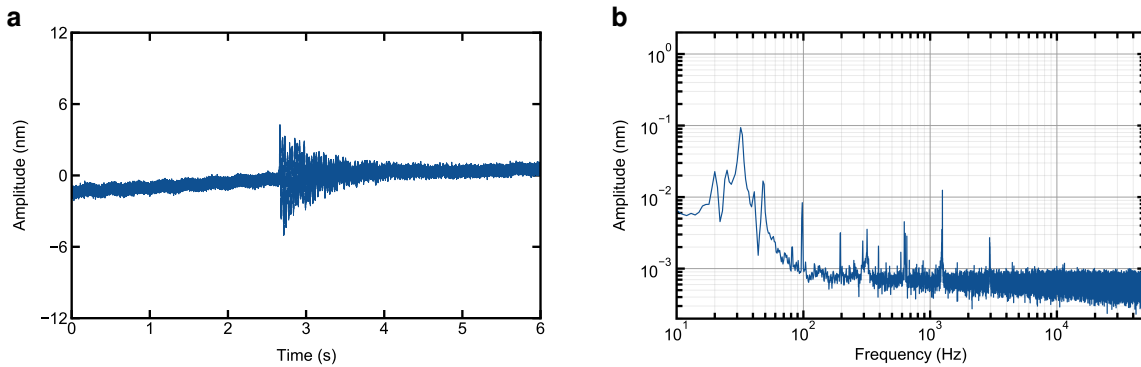 a
12
6
0
−6
−12
Amplitude (nm)
0 1 2 3 4 5 6
Time (s)
b
10⁰
10⁻¹
10⁻²
10⁻³
Amplitude (nm)
10¹ 10² 10³ 10⁴
Frequency (Hz)